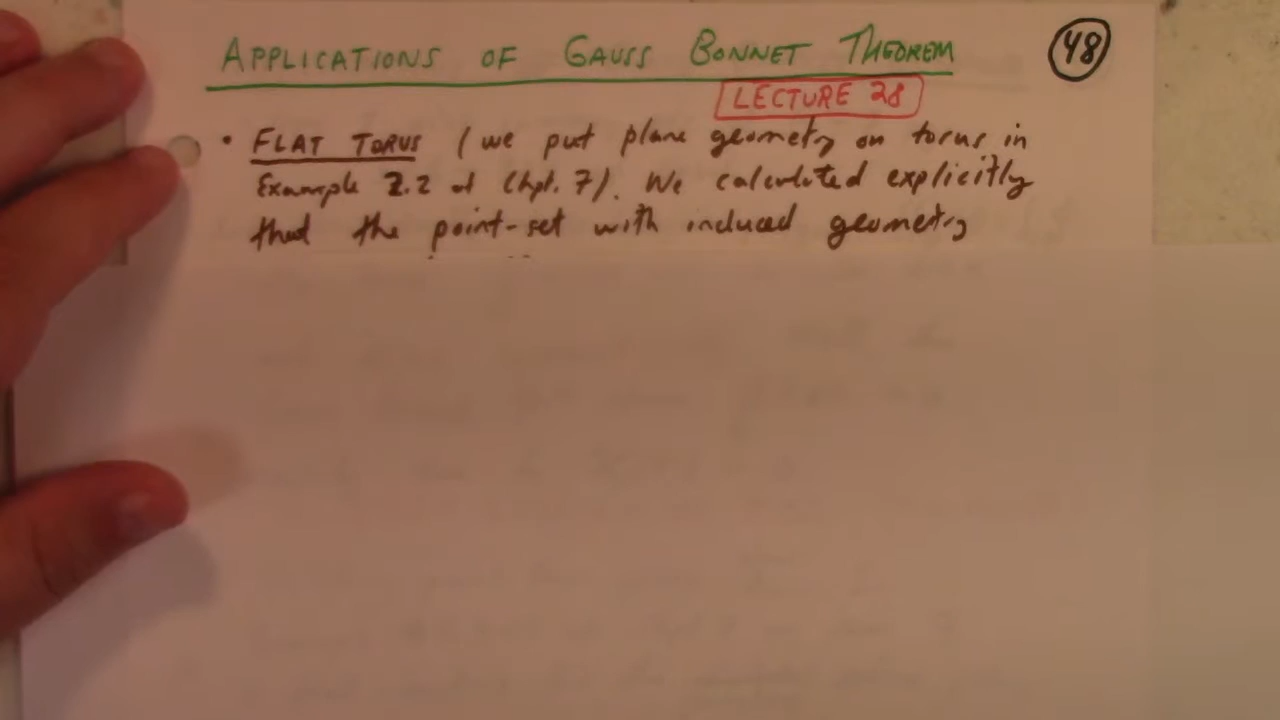 APPLICATIONS OF GAUSS BONNET THEOREM
48
LECTURE 28
• FLAT TORUS (we put plane geometry on torus in
Example 2.2 of Chpt. 7). We calculated explicitly
that the point-set with induced geometry